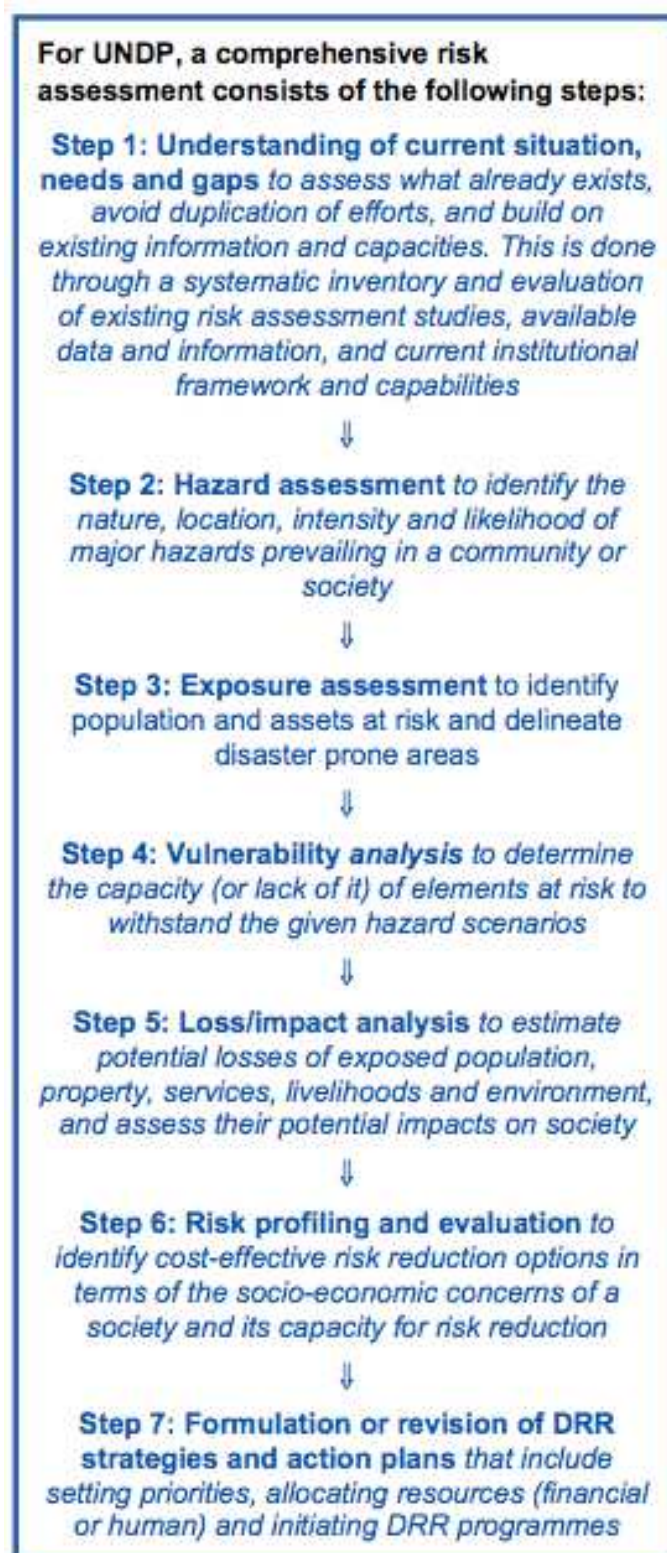 For UNDP, a comprehensive risk
assessment consists of the following steps:
Step 1: Understanding of current situation,
needs and gaps to assess what already exists,
avoid duplication of efforts, and build on
existing information and capacities. This is done
through a systematic inventory and evaluation
of existing risk assessment studies, available
data and information, and current institutional
framework and capabilities
⇓
Step 2: Hazard assessment to identify the
nature, location, intensity and likelihood of
major hazards prevailing in a community or
society
⇓
Step 3: Exposure assessment to identify
population and assets at risk and delineate
disaster prone areas
⇓
Step 4: Vulnerability analysis to determine
the capacity (or lack of it) of elements at risk to
withstand the given hazard scenarios
⇓
Step 5: Loss/impact analysis to estimate
potential losses of exposed population,
property, services, livelihoods and environment,
and assess their potential impacts on society
⇓
Step 6: Risk profiling and evaluation to
identify cost-effective risk reduction options in
terms of the socio-economic concerns of a
society and its capacity for risk reduction
⇓
Step 7: Formulation or revision of DRR
strategies and action plans that include
setting priorities, allocating resources (financial
or human) and initiating DRR programmes